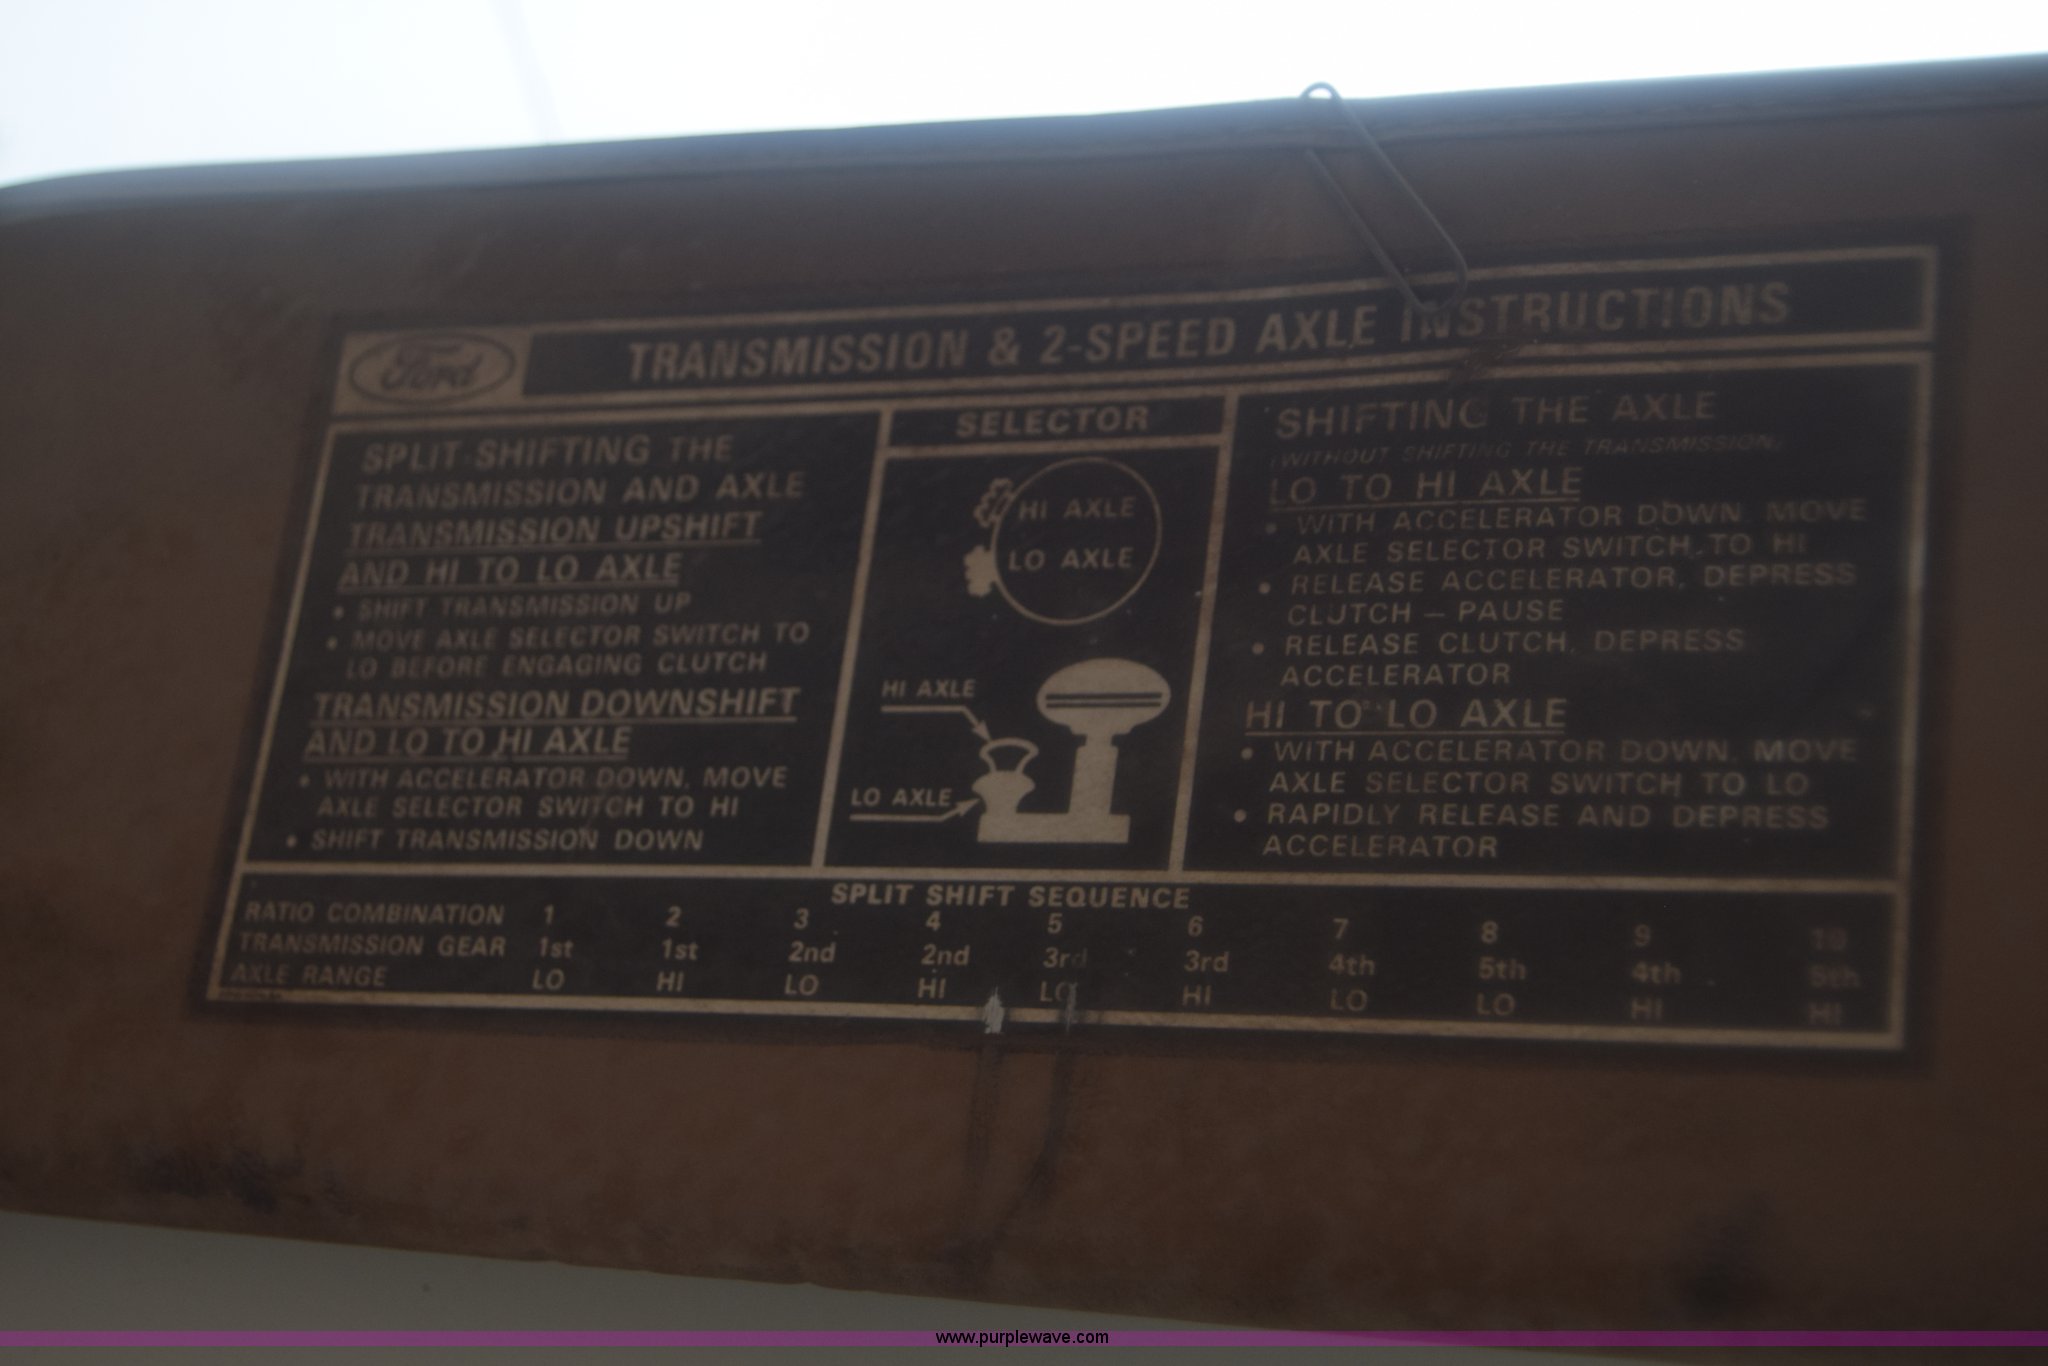 Ford
TRANSMISSION & 2-SPEED AXLE INSTRUCTIONS
SPLIT SHIFTING THE
TRANSMISSION AND AXLE
TRANSMISSION UPSHIFT
AND HI TO LO AXLE
• SHIFT TRANSMISSION UP
• MOVE AXLE SELECTOR SWITCH TO
LO BEFORE ENGAGING CLUTCH
TRANSMISSION DOWNSHIFT
AND LO TO HI AXLE
• WITH ACCELERATOR DOWN, MOVE
AXLE SELECTOR SWITCH TO HI
• SHIFT TRANSMISSION DOWN
SELECTOR
HI AXLE
LO AXLE
HI AXLE
LO AXLE
SHIFTING THE AXLE
(WITHOUT SHIFTING THE TRANSMISSION)
LO TO HI AXLE
• WITH ACCELERATOR DOWN, MOVE
AXLE SELECTOR SWITCH TO HI
• RELEASE ACCELERATOR, DEPRESS
CLUTCH — PAUSE
• RELEASE CLUTCH, DEPRESS
ACCELERATOR
HI TO LO AXLE
• WITH ACCELERATOR DOWN, MOVE
AXLE SELECTOR SWITCH TO LO
• RAPIDLY RELEASE AND DEPRESS
ACCELERATOR
SPLIT SHIFT SEQUENCE
RATIO COMBINATION 1 2 3 4 5 6 7 8 9 10
TRANSMISSION GEAR 1st 1st 2nd 2nd 3rd 3rd 4th 5th 4th 5th
AXLE RANGE LO HI LO HI LO HI LO LO HI HI
www.purplewave.com